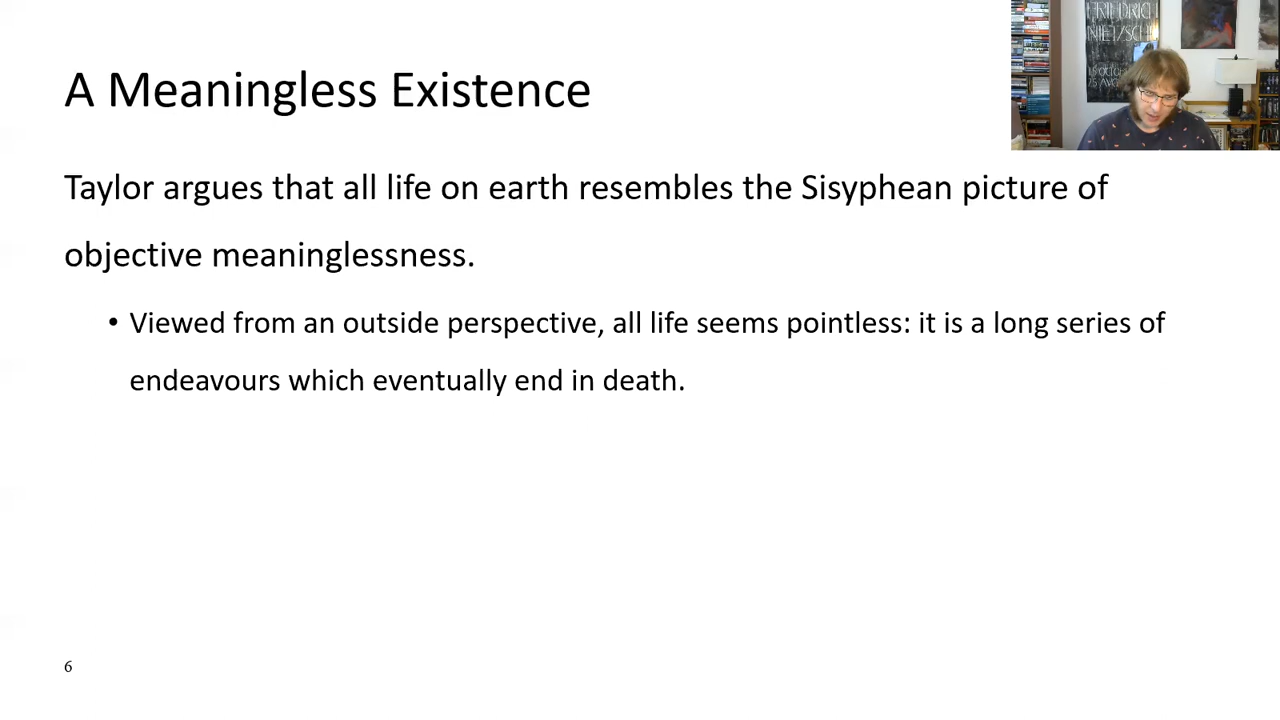 A Meaningless Existence
FRIEDRICH
NIETZSCHE
Taylor argues that all life on earth resembles the Sisyphean picture of
objective meaninglessness.
• Viewed from an outside perspective, all life seems pointless: it is a long series of
endeavours which eventually end in death.
6